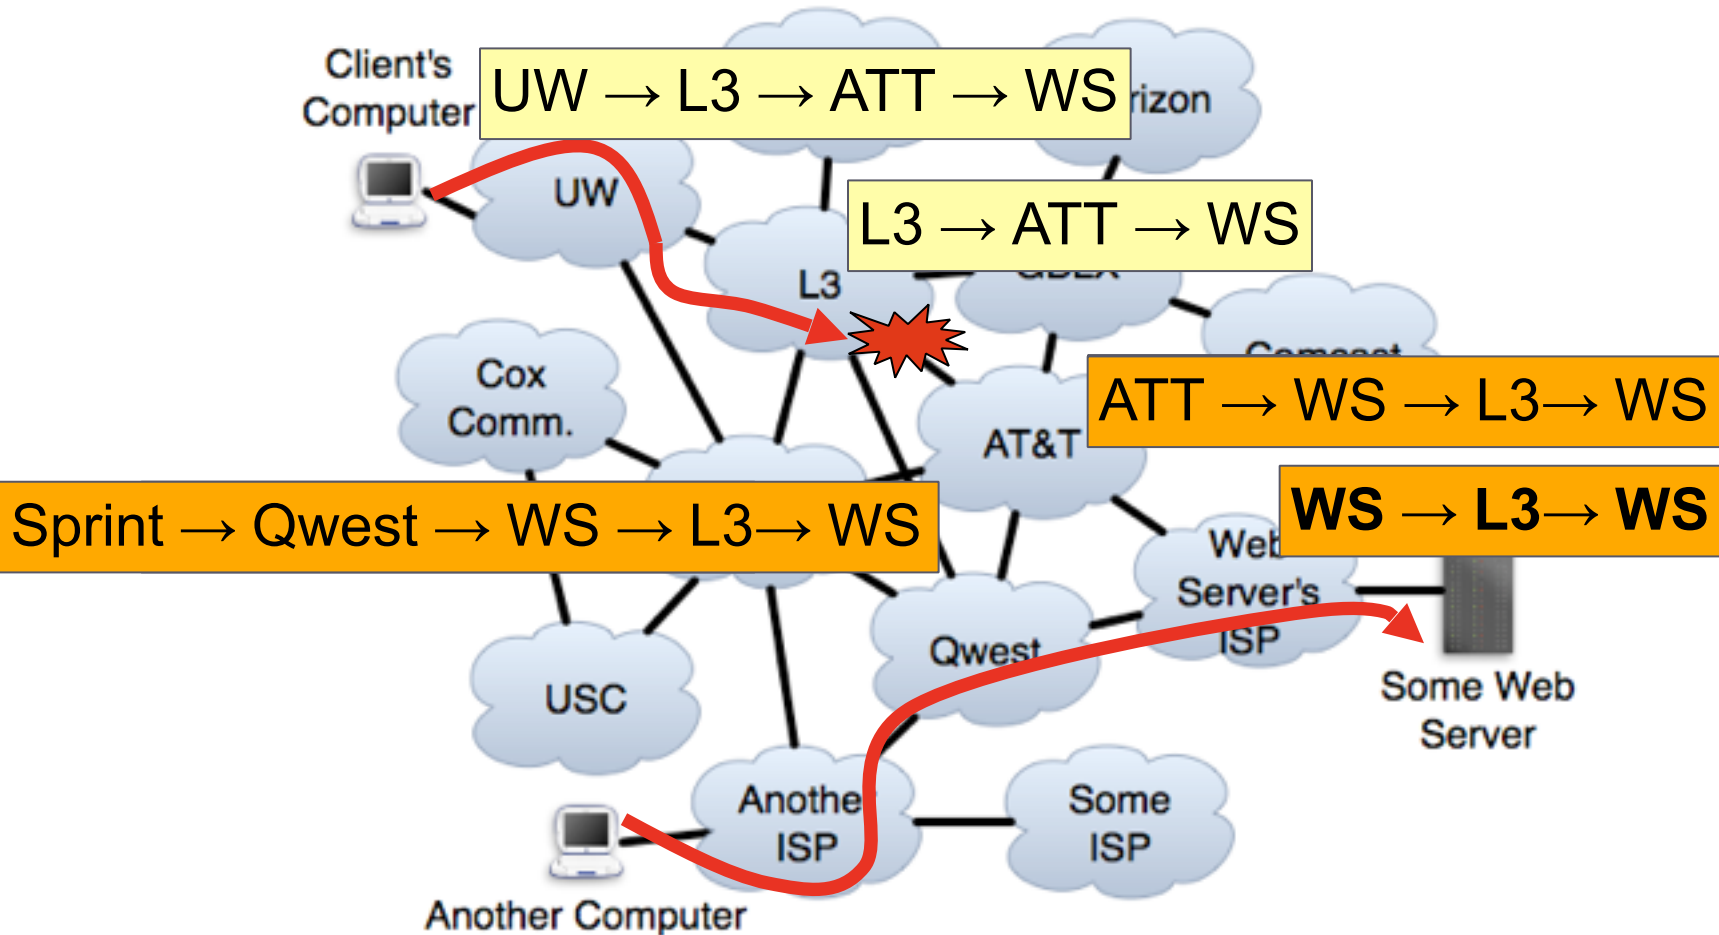 Client's
Computer
UW → L3 → ATT → WS
rizon
UW
L3 → ATT → WS
L3
Cox
Comm.
ATT → WS → L3→ WS
AT&T
WS → L3→ WS
Sprint → Qwest → WS → L3→ WS
Web
Server's
ISP
Qwest
Some Web
Server
USC
Another
ISP
Some
ISP
Another Computer